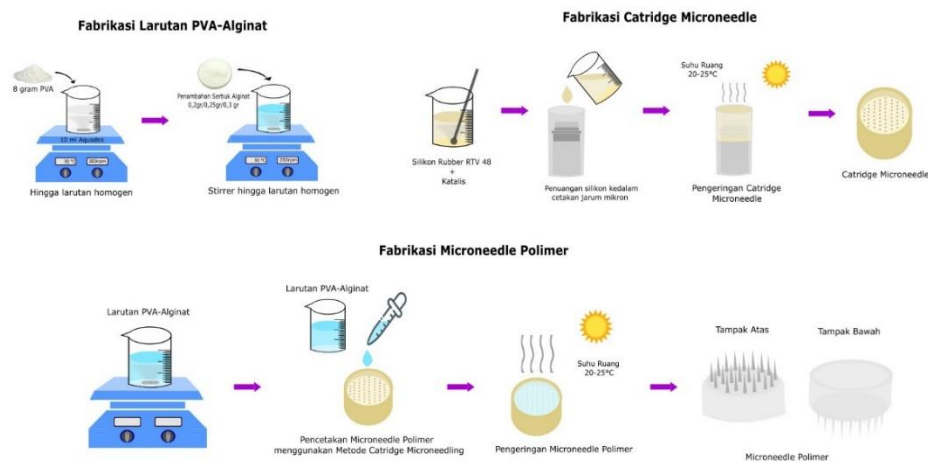 Fabrikasi Larutan PVA-Alginat
8 gram PVA
10 ml Aquades
Hingga larutan homogen
Penambahan Serbuk Alginat
0,2gr/0,25gr/0,3 gr
Stirrer hingga larutan homogen
Fabrikasi Catridge Microneedle
Silikon Rubber RTV 48
+
Katalis
Penuangan silikon kedalam
cetakan jarum mikron
Suhu Ruang
20-25°C
Pengeringan Catridge
Microneedle
Catridge Microneedle
Fabrikasi Microneedle Polimer
Larutan PVA-Alginat
Larutan PVA-Alginat
Pencetakan Microneedle Polimer
menggunakan Metode Catridge Microneedling
Suhu Ruang
20-25°C
Pengeringan Microneedle Polimer
Tampak Atas
Tampak Bawah
Microneedle Polimer